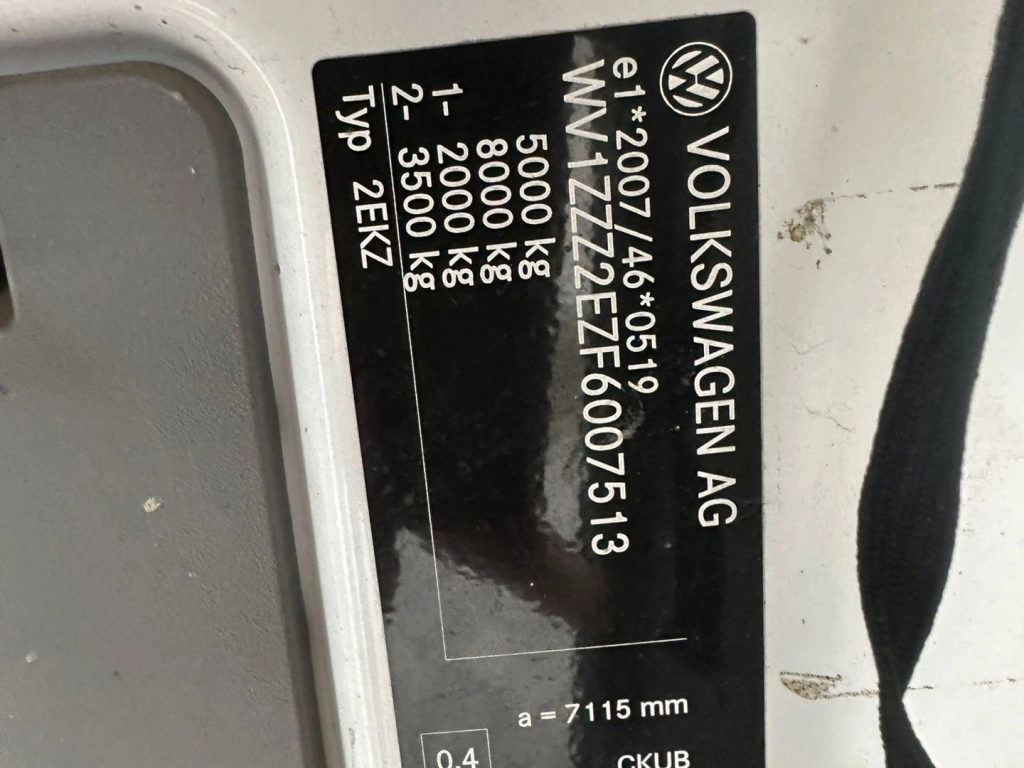 VOLKSWAGEN AG
e1*2007/46*0519
WV1ZZZ2EZF6007513
5000 kg
8000 kg
1- 2000 kg
2- 3500 kg
Typ 2EKZ
a = 7115 mm
CKUB
0.4